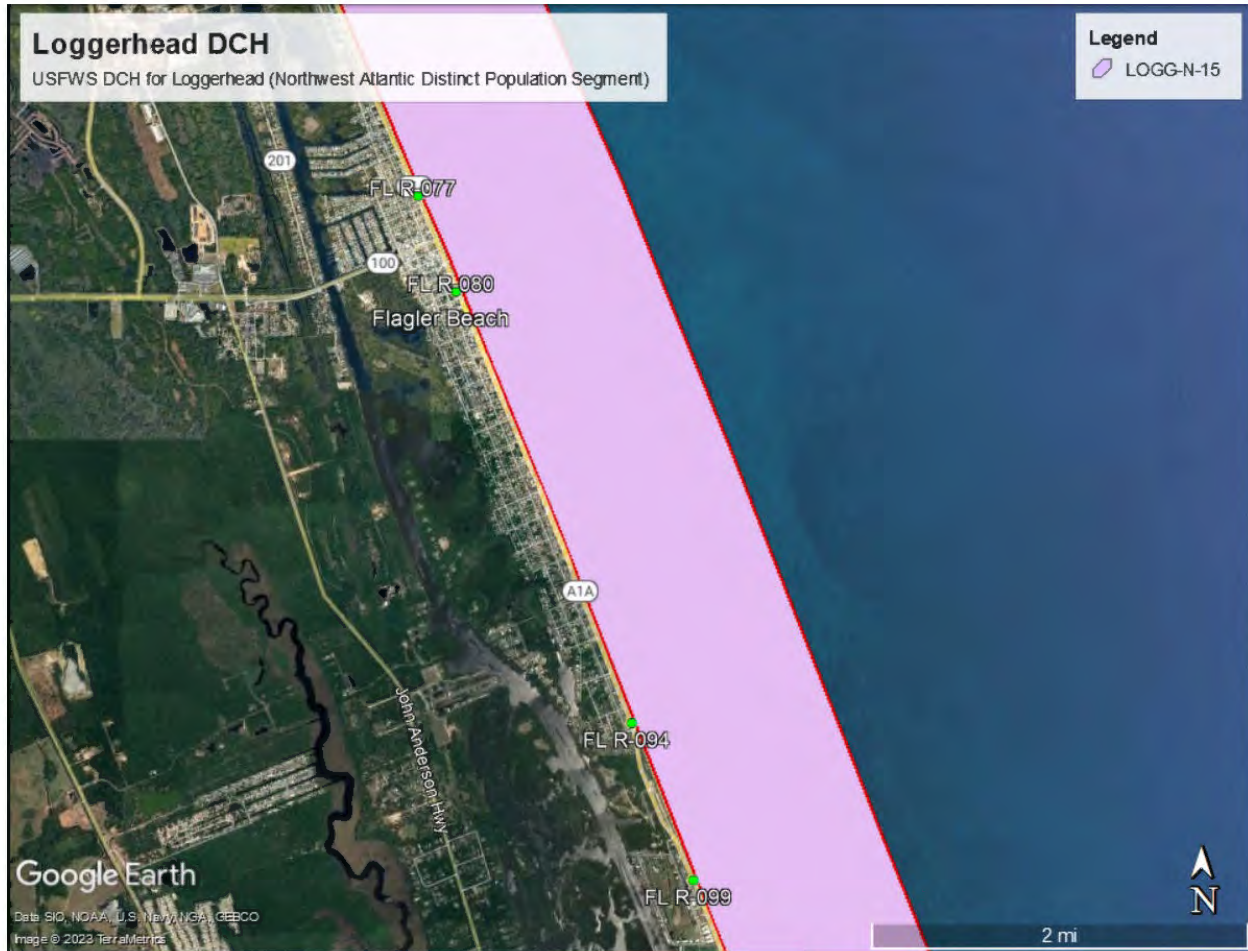 Loggerhead DCH
USFWS DCH for Loggerhead (Northwest Atlantic Distinct Population Segment)
Legend
LOGG-N-15
201
FL R-077
100
FL R-080
Flagler Beach
A1A
FL R-094
John Anderson Hwy
FL R-099
Google Earth
Data SIO, NOAA, U.S. Navy, NGA, GEBCO
Image © 2023 TerraMetrics
N
2 mi